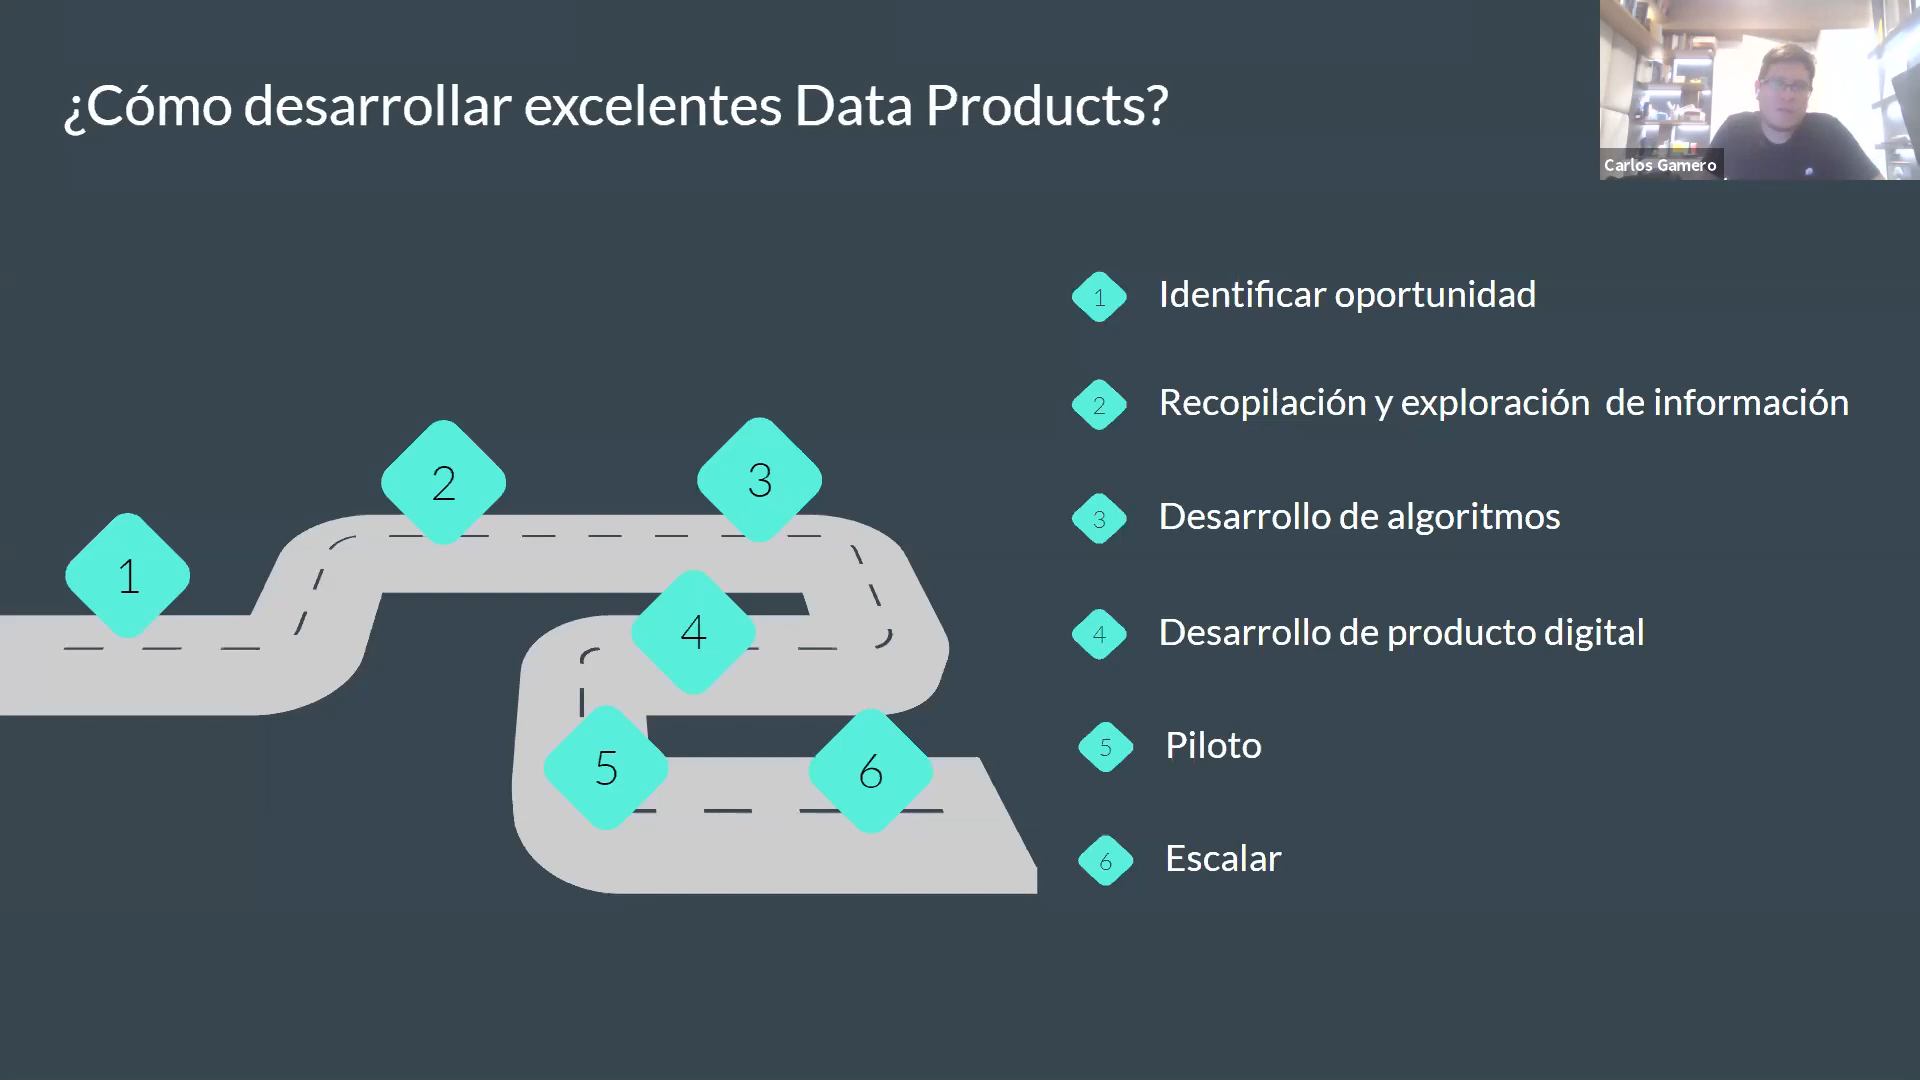 ¿Cómo desarrollar excelentes Data Products?
Carlos Gamero
1 Identificar oportunidad
2 Recopilación y exploración de información
3 Desarrollo de algoritmos
4 Desarrollo de producto digital
5 Piloto
6 Escalar
1
2
3
4
5
6